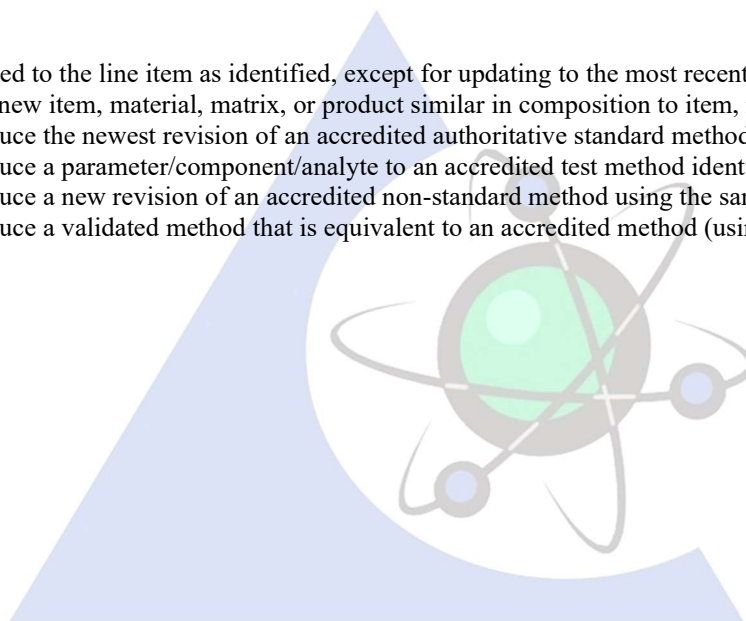 ed to the line item as identified, except for updating to the most recent
new item, material, matrix, or product similar in composition to item,
uce the newest revision of an accredited authoritative standard method
uce a parameter/component/analyte to an accredited test method ident
uce a new revision of an accredited non-standard method using the sa
uce a validated method that is equivalent to an accredited method (usi